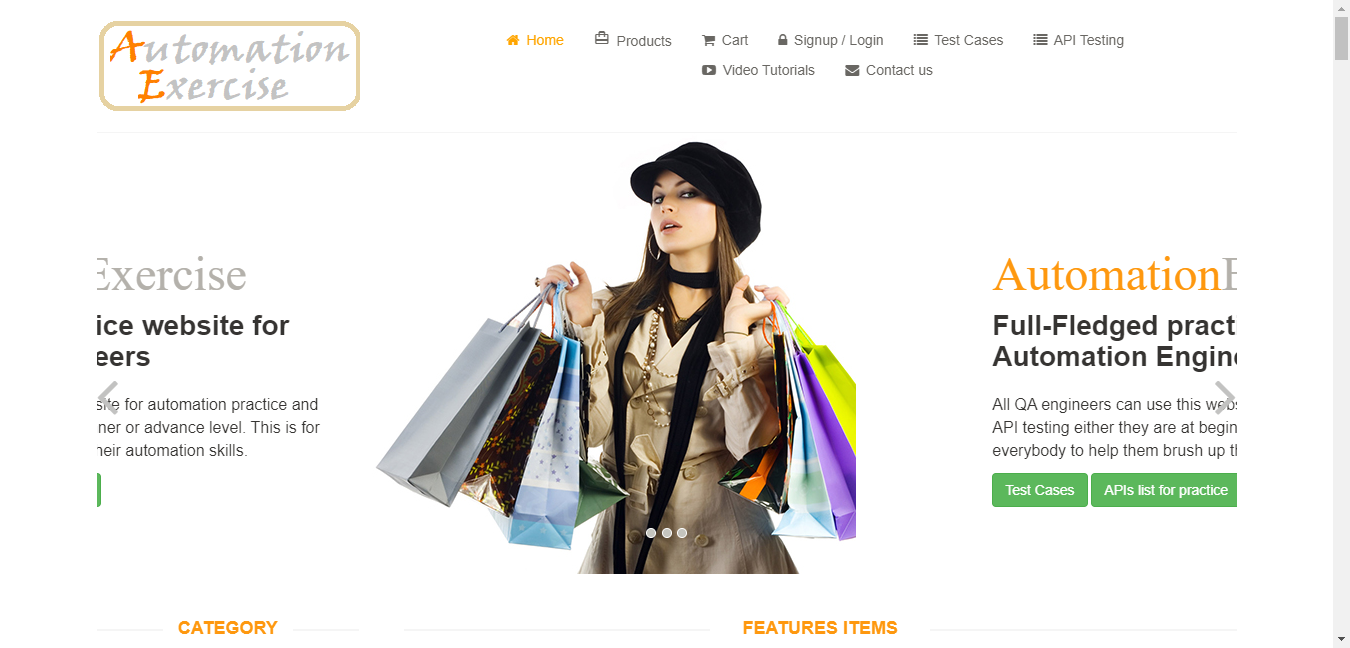 Automation
Exercise
Home
Products
Cart
Signup / Login
Test Cases
API Testing
Video Tutorials
Contact us
Exercise
ice website for
eers
site for automation practice and
ner or advance level. This is for
heir automation skills.
AutomationE
Full-Fledged practi
Automation Engine
All QA engineers can use this webs
API testing either they are at begin
everybody to help them brush up th
Test Cases
APIs list for practice
CATEGORY
FEATURES ITEMS